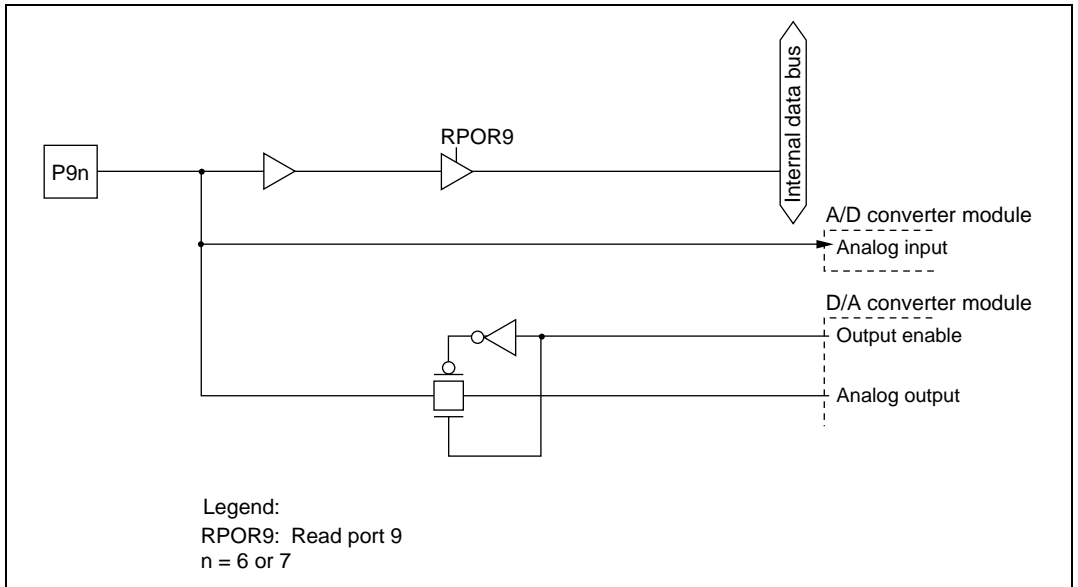 Internal data bus
RPOR9
P9n
A/D converter module
Analog input
D/A converter module
Output enable
Analog output
Legend:
RPOR9: Read port 9
n = 6 or 7